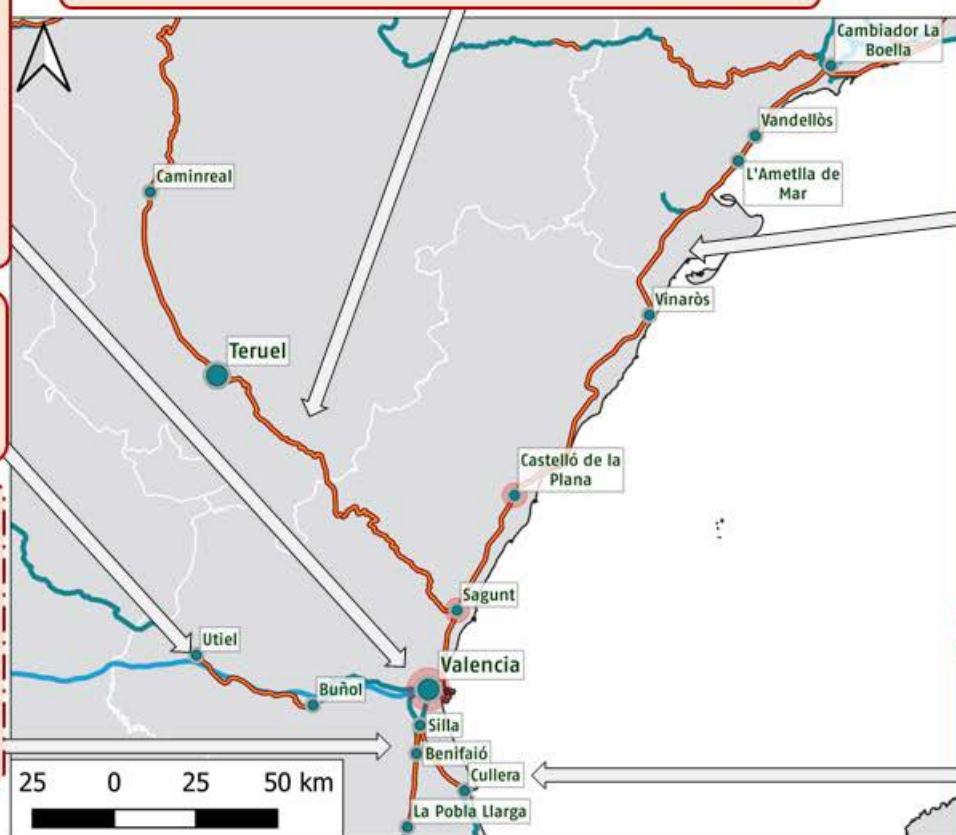 Cambiador La
Boella
Vandellòs
L'Ametlla de
Mar
Caminreal
Vinaròs
Teruel
Castelló de la
Plana
Sagunt
Utiel
Valencia
Buñol
Silla
Benifaió
Cullera
La Pobla Llarga
25 0 25 50 km